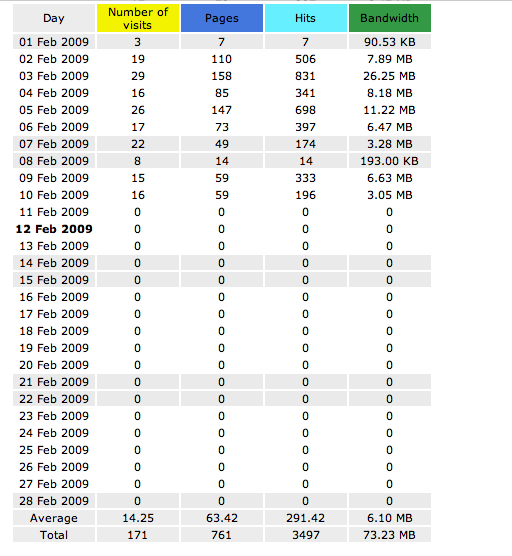 Day Number of visits Pages Hits Bandwidth
01 Feb 2009 3 7 7 90.53 KB
02 Feb 2009 19 110 506 7.89 MB
03 Feb 2009 29 158 831 26.25 MB
04 Feb 2009 16 85 341 8.18 MB
05 Feb 2009 26 147 698 11.22 MB
06 Feb 2009 17 73 397 6.47 MB
07 Feb 2009 22 49 174 3.28 MB
08 Feb 2009 8 14 14 193.00 KB
09 Feb 2009 15 59 333 6.63 MB
10 Feb 2009 16 59 196 3.05 MB
11 Feb 2009 0 0 0 0
12 Feb 2009 0 0 0 0
13 Feb 2009 0 0 0 0
14 Feb 2009 0 0 0 0
15 Feb 2009 0 0 0 0
16 Feb 2009 0 0 0 0
17 Feb 2009 0 0 0 0
18 Feb 2009 0 0 0 0
19 Feb 2009 0 0 0 0
20 Feb 2009 0 0 0 0
21 Feb 2009 0 0 0 0
22 Feb 2009 0 0 0 0
23 Feb 2009 0 0 0 0
24 Feb 2009 0 0 0 0
25 Feb 2009 0 0 0 0
26 Feb 2009 0 0 0 0
27 Feb 2009 0 0 0 0
28 Feb 2009 0 0 0 0
Average 14.25 63.42 291.42 6.10 MB
Total 171 761 3497 73.23 MB